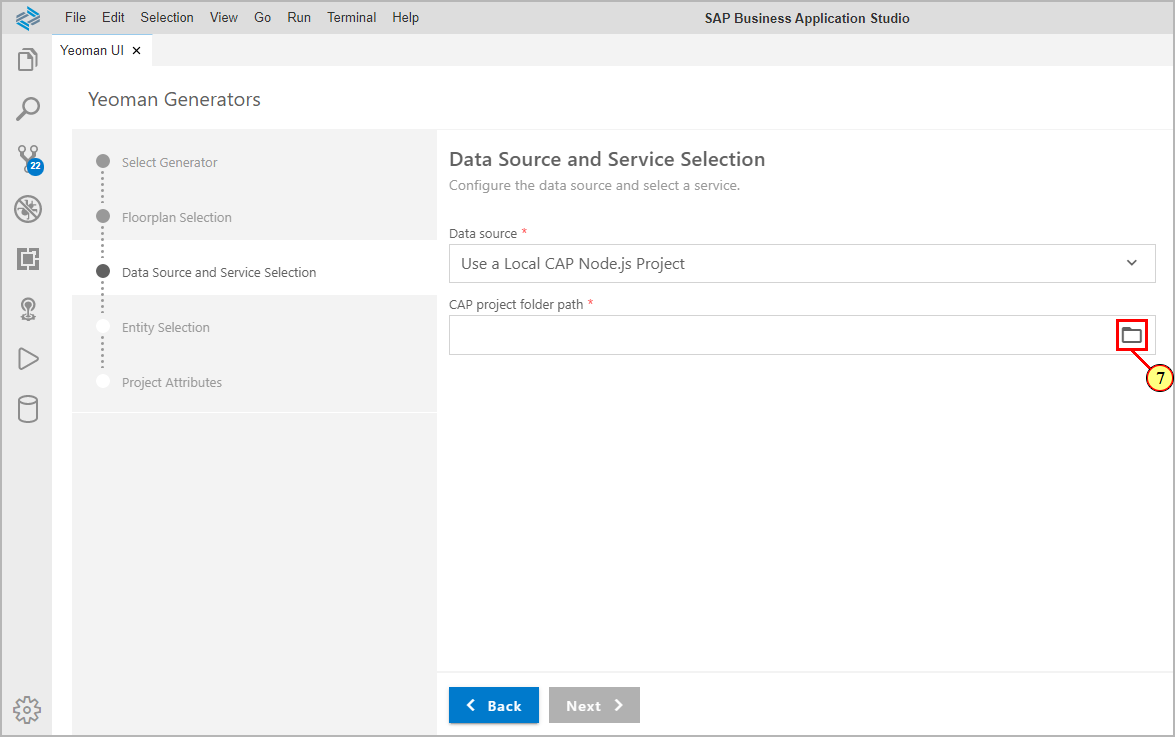 File Edit Selection View Go Run Terminal Help SAP Business Application Studio
Yeoman UI
Yeoman Generators
22
Select Generator
Floorplan Selection
Data Source and Service Selection
Entity Selection
Project Attributes
Data Source and Service Selection
Configure the data source and select a service.
Data source *
Use a Local CAP Node.js Project
CAP project folder path *
7
Back Next